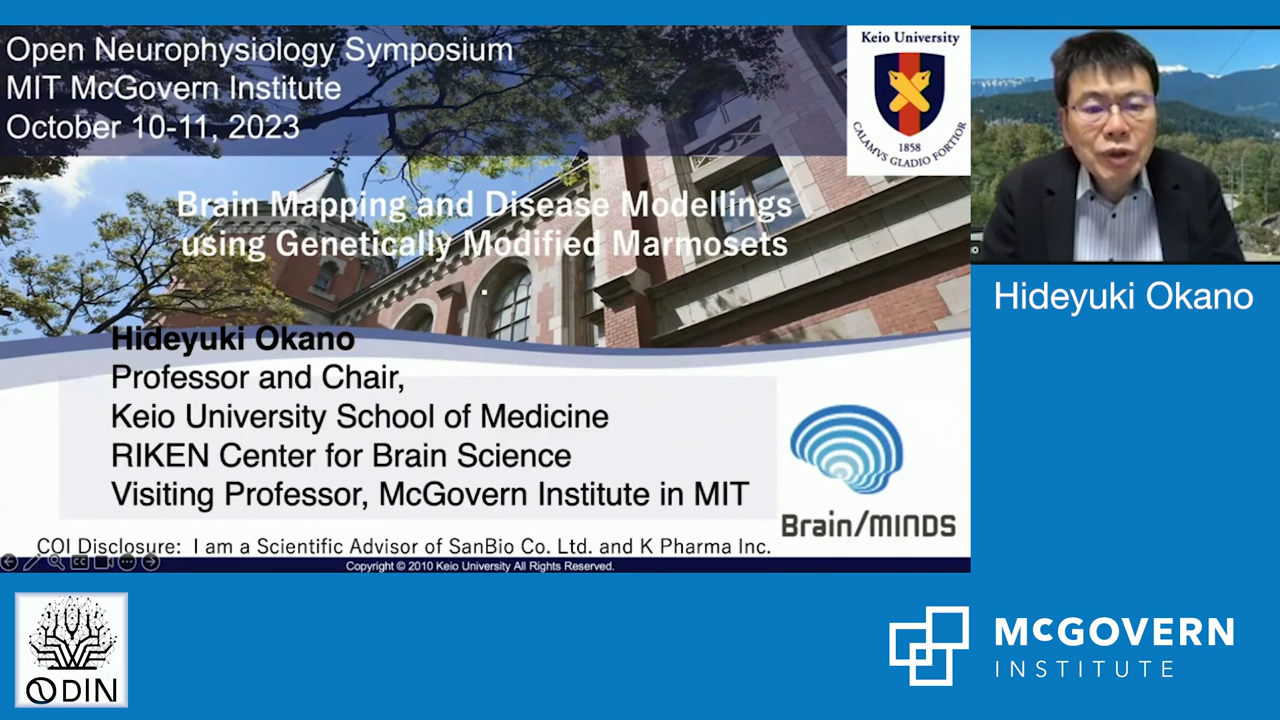 Open Neurophysiology Symposium
MIT McGovern Institute
October 10-11, 2023
Keio University
1858
CALAMVS GLADIO FORTIOR
Brain Mapping and Disease Modellings
using Genetically Modified Marmosets
Hideyuki Okano
Hideyuki Okano
Professor and Chair,
Keio University School of Medicine
RIKEN Center for Brain Science
Visiting Professor, McGovern Institute in MIT
Brain/MINDS
COI Disclosure: I am a Scientific Advisor of SanBio Co. Ltd. and K Pharma Inc.
CC
Copyright © 2010 Keio University All Rights Reserved.
ODIN
McGOVERN
INSTITUTE